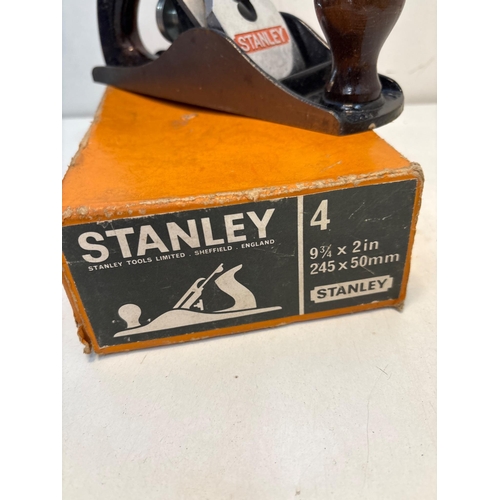 STANLEY
STANLEY
STANLEY TOOLS LIMITED . SHEFFIELD . ENGLAND
4
9¾ x 2in
245 x 50mm
STANLEY